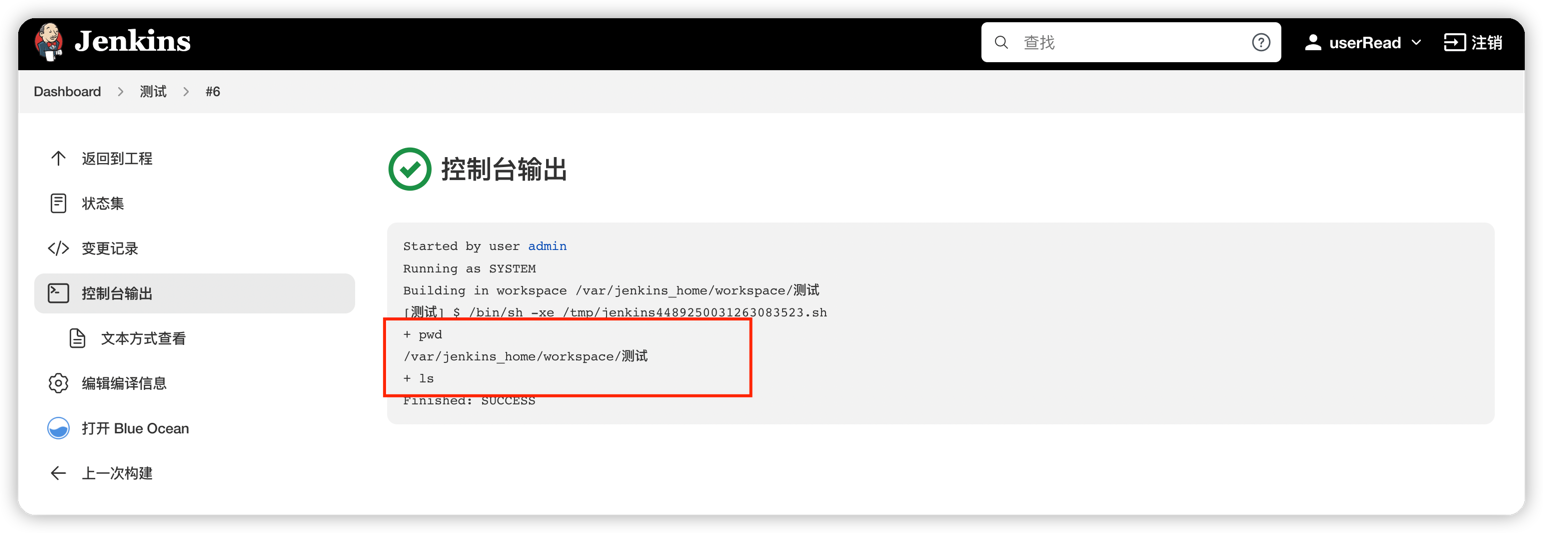 Jenkins
查找
userRead
注销
Dashboard > 测试 > #6
返回到工程
状态集
变更记录
控制台输出
文本方式查看
编辑编译信息
打开 Blue Ocean
上一次构建
控制台输出
Started by user admin
Running as SYSTEM
Building in workspace /var/jenkins_home/workspace/测试
[测试] $ /bin/sh -xe /tmp/jenkins4489250031263083523.sh
+ pwd
/var/jenkins_home/workspace/测试
+ ls
Finished: SUCCESS